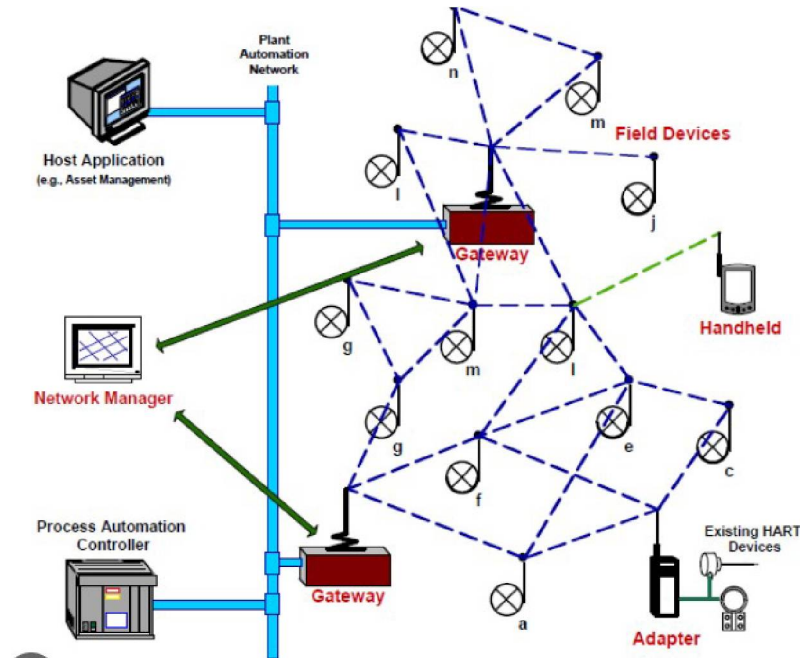 Plant
Automation
Network
n
m
Field Devices
Host Application
(e.g., Asset Management)
l
j
Gateway
Handheld
g
m
l
Network Manager
g
e
c
f
Process Automation
Controller
Existing HART
Devices
Gateway
a
Adapter